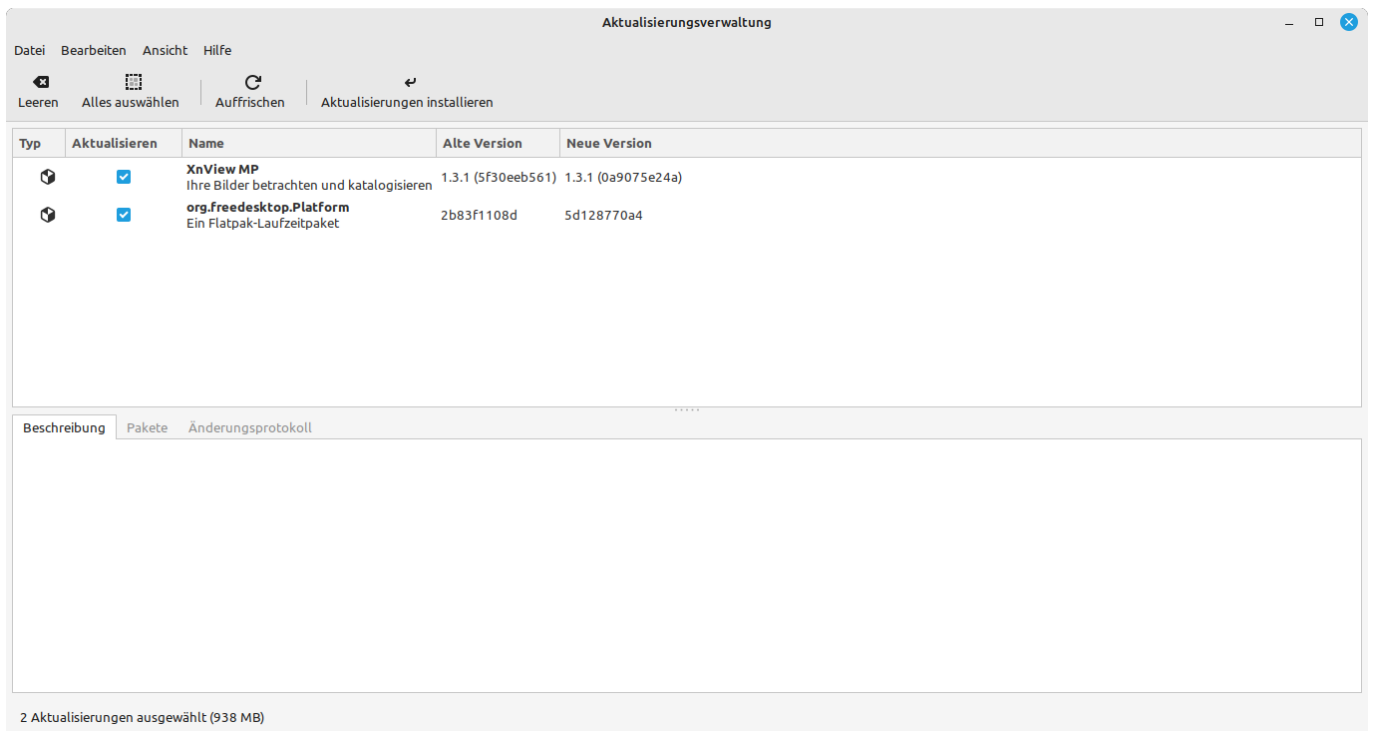 Aktualisierungsverwaltung
Datei Bearbeiten Ansicht Hilfe
Leeren Alles auswählen Auffrischen Aktualisierungen installieren
Typ Aktualisieren Name Alte Version Neue Version
XnView MP
Ihre Bilder betrachten und katalogisieren 1.3.1 (5f30eeb561) 1.3.1 (0a9075e24a)
org.freedesktop.Platform
Ein Flatpak-Laufzeitpaket 2b83f1108d 5d128770a4
Beschreibung Pakete Änderungsprotokoll
2 Aktualisierungen ausgewählt (938 MB)